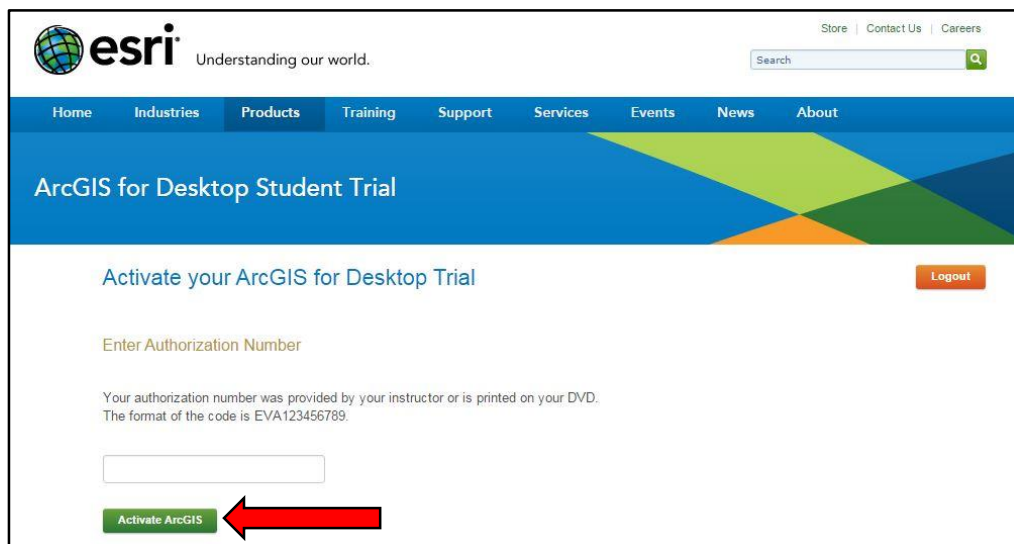 Store | Contact Us | Careers
esri Understanding our world.
Search
Home Industries Products Training Support Services Events News About
ArcGIS for Desktop Student Trial
Activate your ArcGIS for Desktop Trial
Logout
Enter Authorization Number
Your authorization number was provided by your instructor or is printed on your DVD.
The format of the code is EVA123456789.
Activate ArcGIS